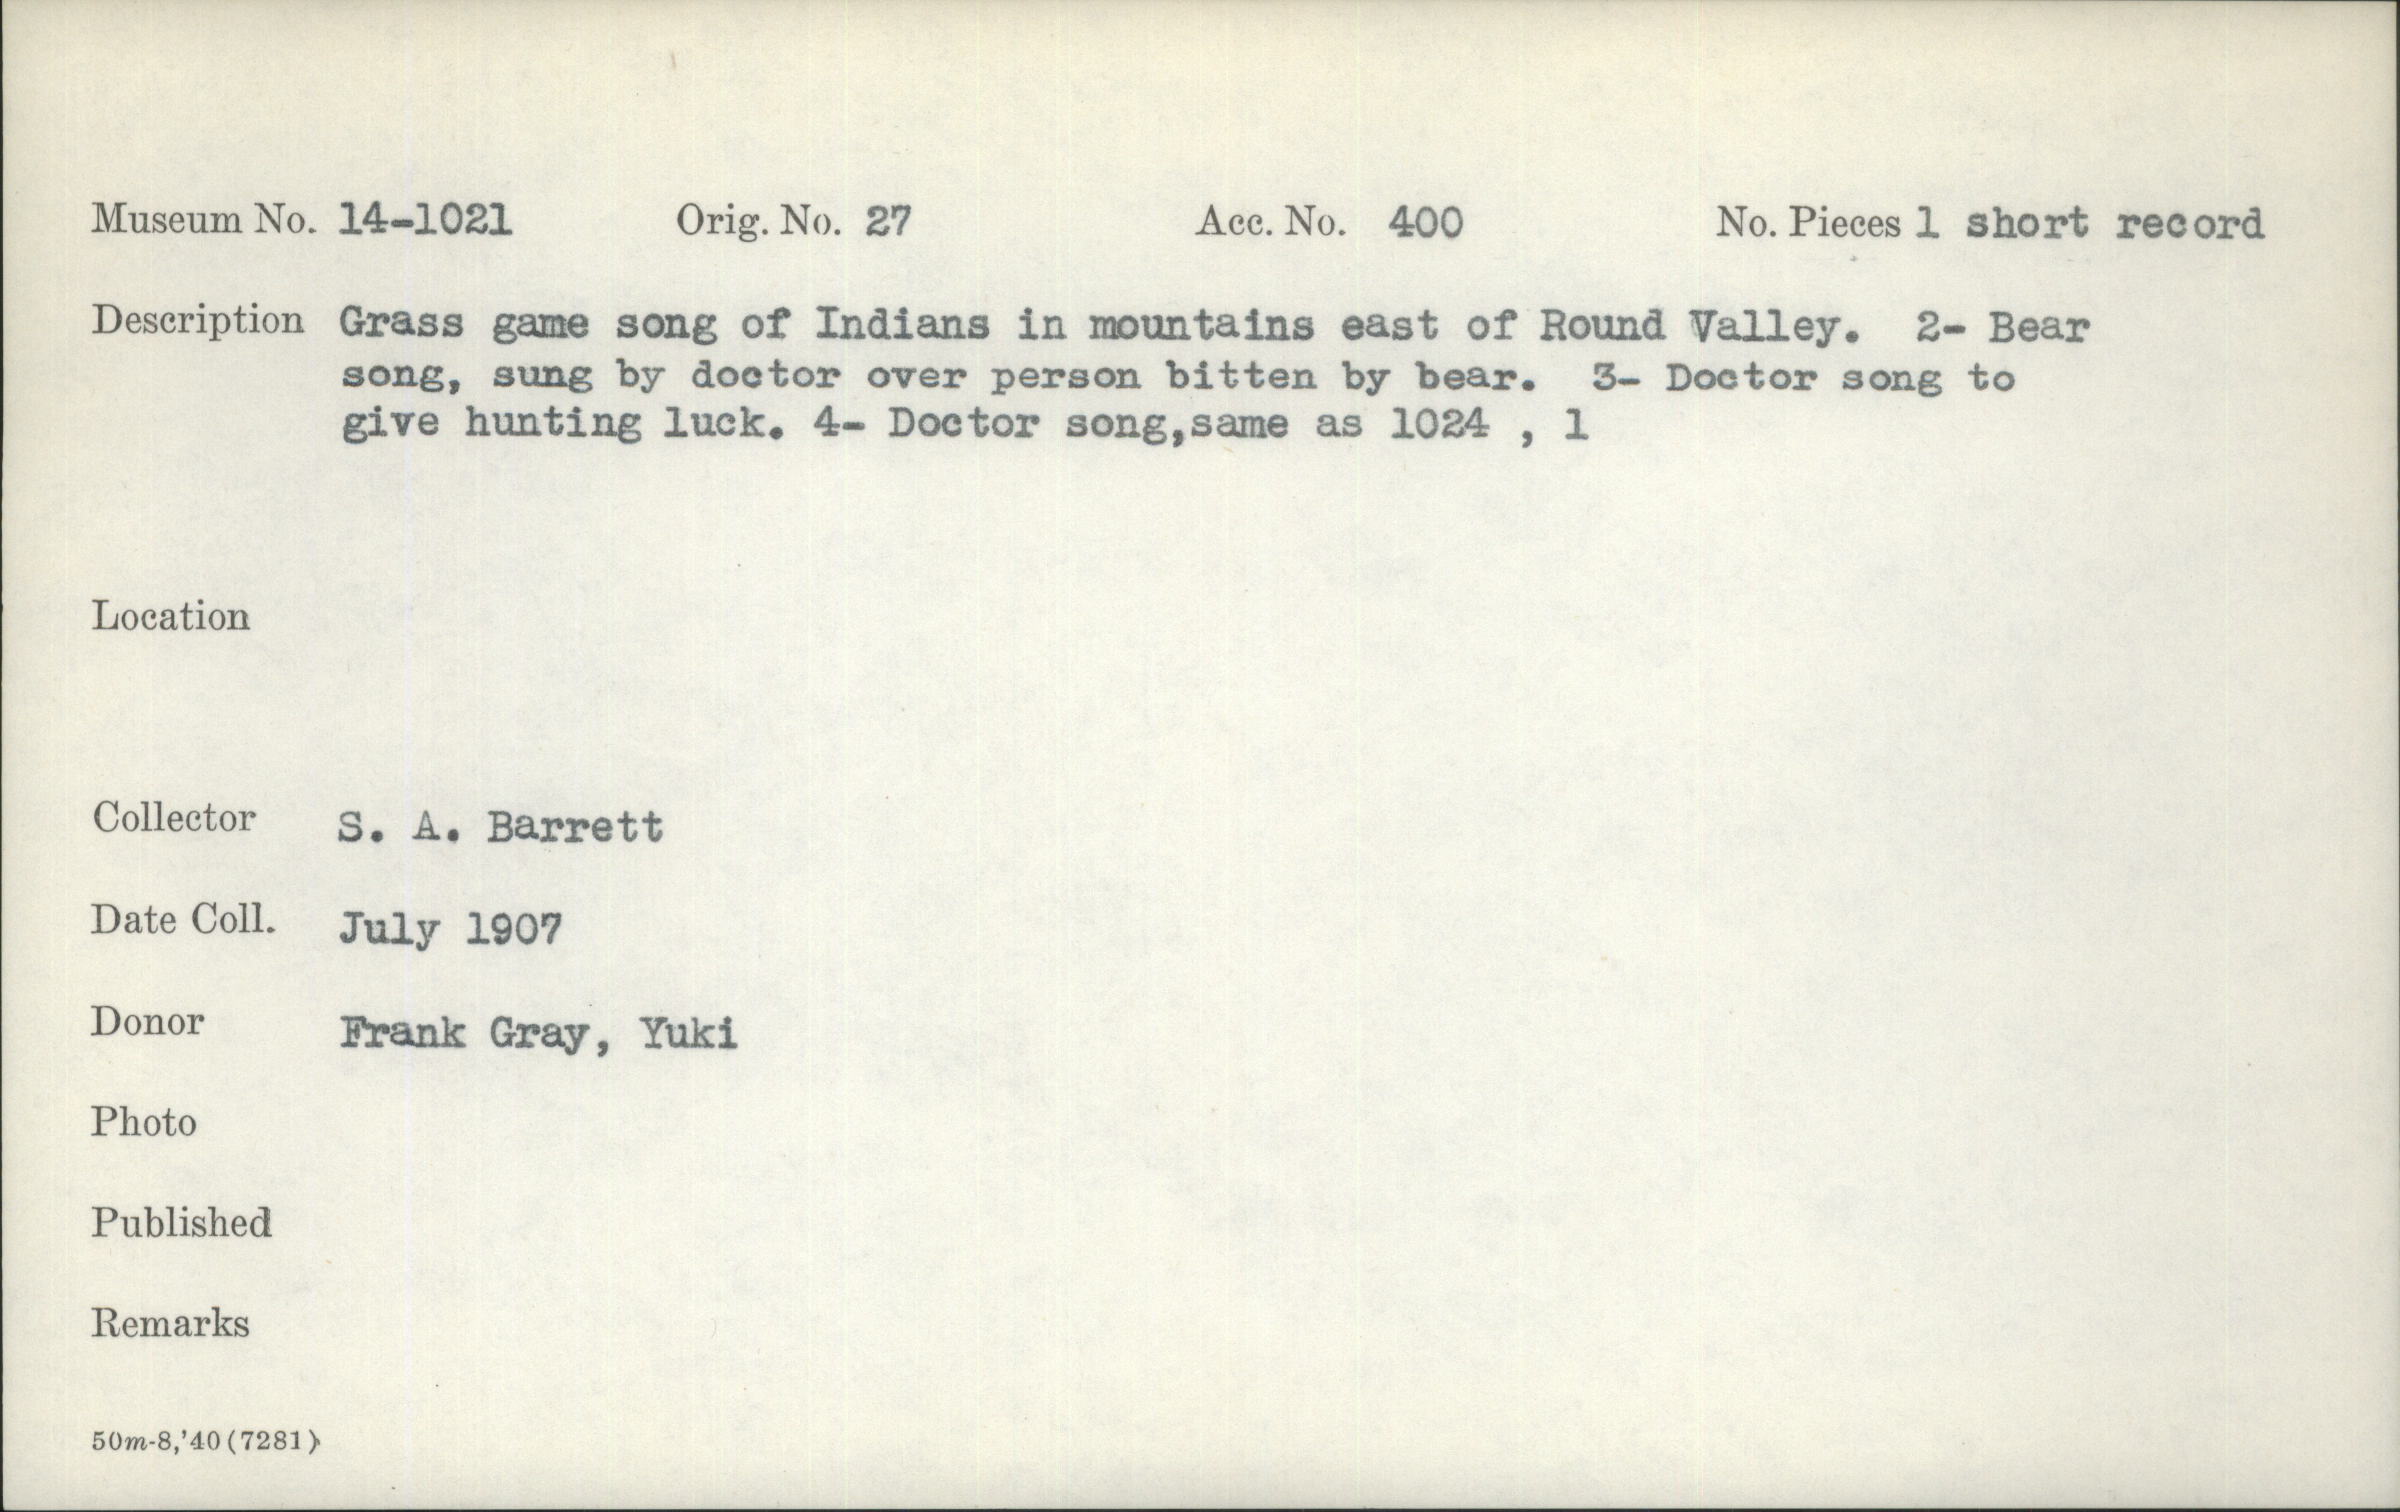 Museum No. 14-1021 Orig. No. 27 Acc. No. 400 No. Pieces 1 short record
Description Grass game song of Indians in mountains east of Round Valley. 2- Bear
song, sung by doctor over person bitten by bear. 3- Doctor song to
give hunting luck. 4- Doctor song,same as 1024 , 1
Location
Collector S. A. Barrett
Date Coll. July 1907
Donor Frank Gray, Yuki
Photo
Published
Remarks
50m-8,'40(7281)